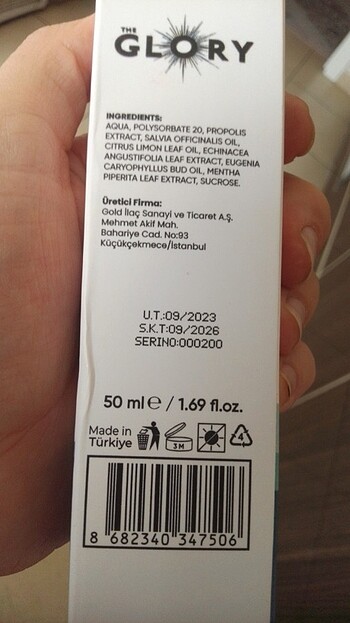 THE
GLORY
INGREDIENTS:
AQUA, POLYSORBATE 20, PROPOLIS
EXTRACT, SALVIA OFFICINALIS OIL,
CITRUS LIMON LEAF OIL, ECHINACEA
ANGUSTIFOLIA LEAF EXTRACT, EUGENIA
CARYOPHYLLUS BUD OIL, MENTHA
PIPERITA LEAF EXTRACT, SUCROSE.
Üretici Firma:
Gold İlaç Sanayi ve Ticaret A.Ş.
Mehmet Akif Mah.
Bahariye Cad. No:93
Küçükçekmece/İstanbul
U.T.:09/2023
S.K.T:09/2026
SERINO:000200
50 ml e / 1.69 fl.oz.
Made in
Türkiye
3M
4
8 682340 347506